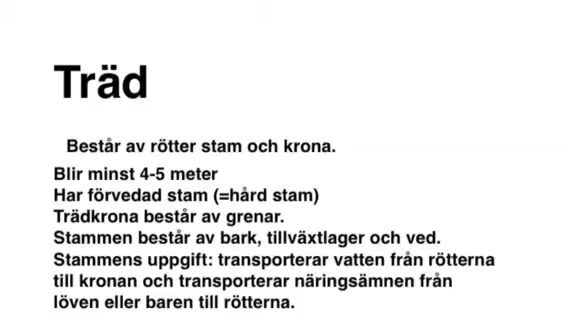 Träd
Består av rötter stam och krona.
Blir minst 4-5 meter
Har förvedad stam (=hård stam)
Trädkrona består av grenar.
Stammen består av bark, tillväxtlager och ved.
Stammens uppgift: transporterar vatten från rötterna
till kronan och transporterar näringsämnen från
löven eller baren till rötterna.